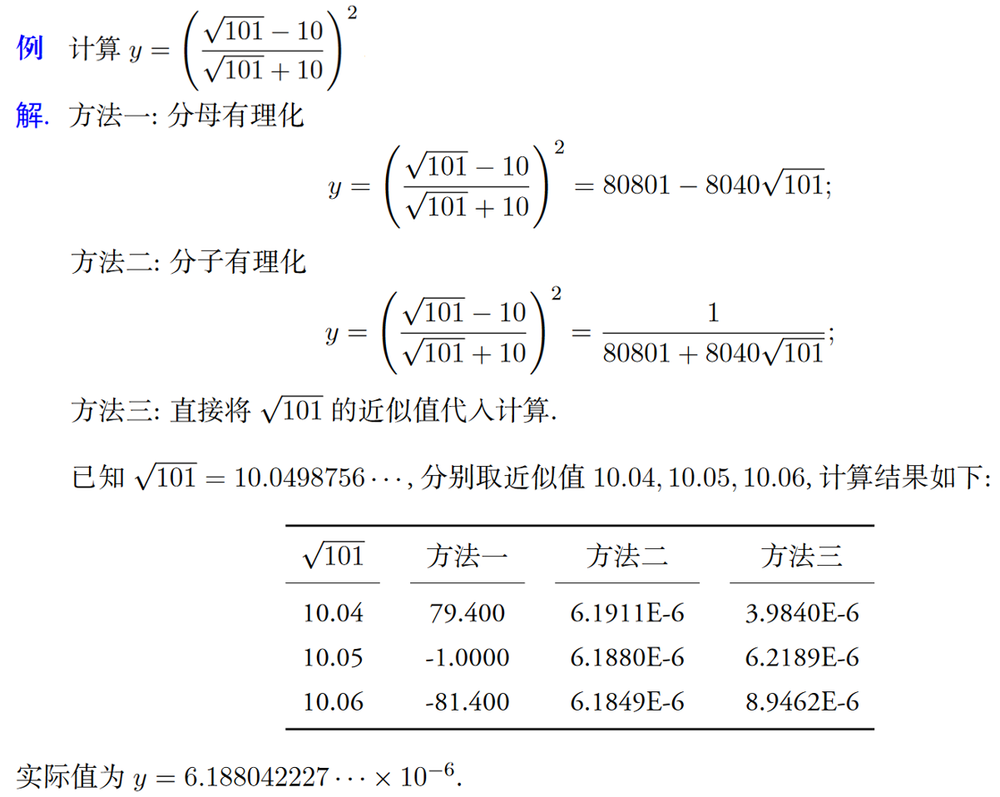 例 计算 $y = \left(\frac{\sqrt{101}-10}{\sqrt{101}+10}\right)^2$
解. 方法一: 分母有理化
$y = \left(\frac{\sqrt{101}-10}{\sqrt{101}+10}\right)^2 = 80801 - 8040\sqrt{101};$
方法二: 分子有理化
$y = \left(\frac{\sqrt{101}-10}{\sqrt{101}+10}\right)^2 = \frac{1}{80801 + 8040\sqrt{101}};$
方法三: 直接将 $\sqrt{101}$ 的近似值代入计算.
已知 $\sqrt{101} = 10.0498756\cdots$, 分别取近似值 10.04, 10.05, 10.06, 计算结果如下:
$\sqrt{101}$ 方法一 方法二 方法三
10.04 79.400 6.1911E-6 3.9840E-6
10.05 -1.0000 6.1880E-6 6.2189E-6
10.06 -81.400 6.1849E-6 8.9462E-6
实际值为 $y = 6.188042227\cdots \times 10^{-6}$.